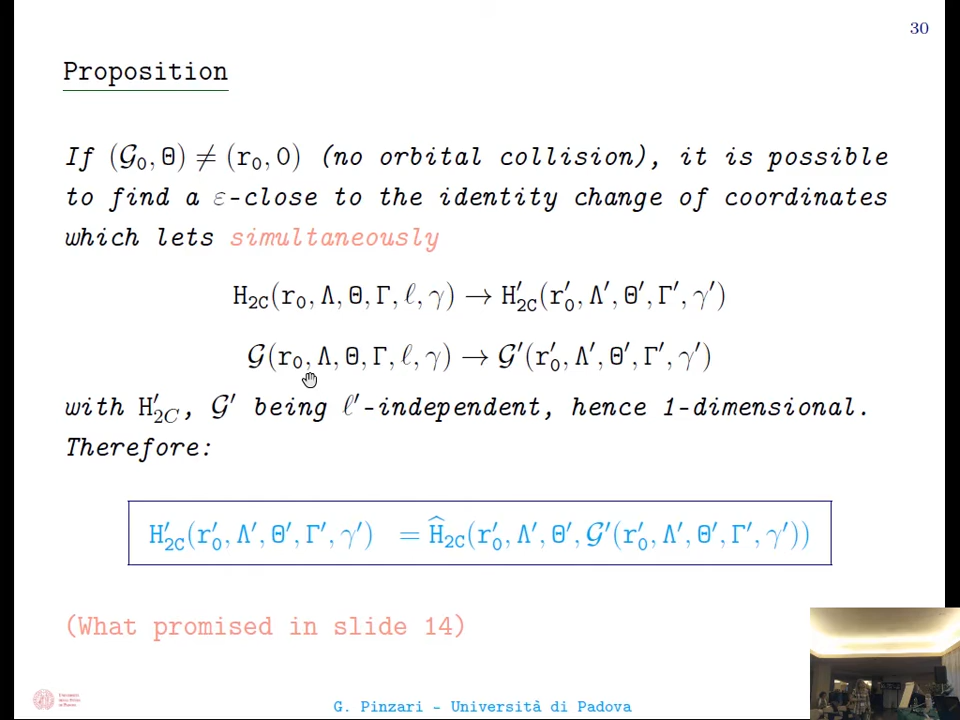 30
Proposition
If (𝒢₀, Θ) ≠ (r₀, 0) (no orbital collision), it is possible
to find a ε-close to the identity change of coordinates
which lets simultaneously
H₂C(r₀, Λ, Θ, Γ, ℓ, γ) → H′₂C(r′₀, Λ′, Θ′, Γ′, γ′)
𝒢(r₀, Λ, Θ, Γ, ℓ, γ) → 𝒢′(r′₀, Λ′, Θ′, Γ′, γ′)
with H′₂C, 𝒢′ being ℓ′-independent, hence 1-dimensional.
Therefore:
H′₂C(r′₀, Λ′, Θ′, Γ′, γ′) = Ĥ₂C(r′₀, Λ′, Θ′, 𝒢′(r′₀, Λ′, Θ′, Γ′, γ′))
(What promised in slide 14)
G. Pinzari - Università di Padova